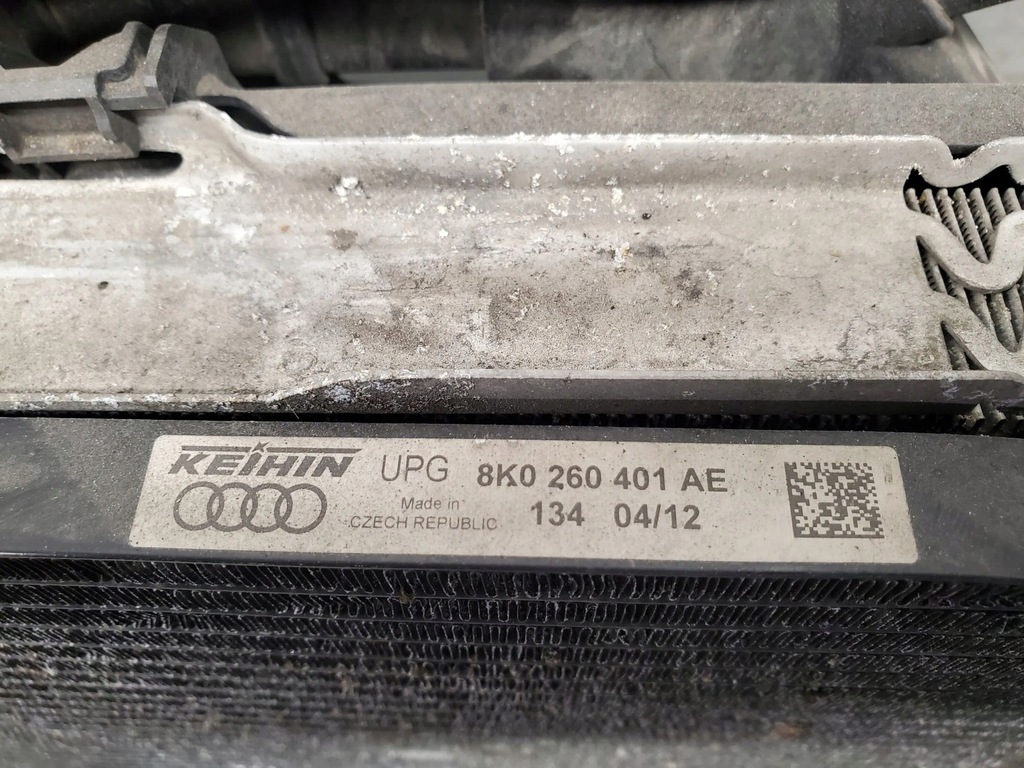 KEIHIN UPG 8K0 260 401 AE
Made in
CZECH REPUBLIC 134 04/12